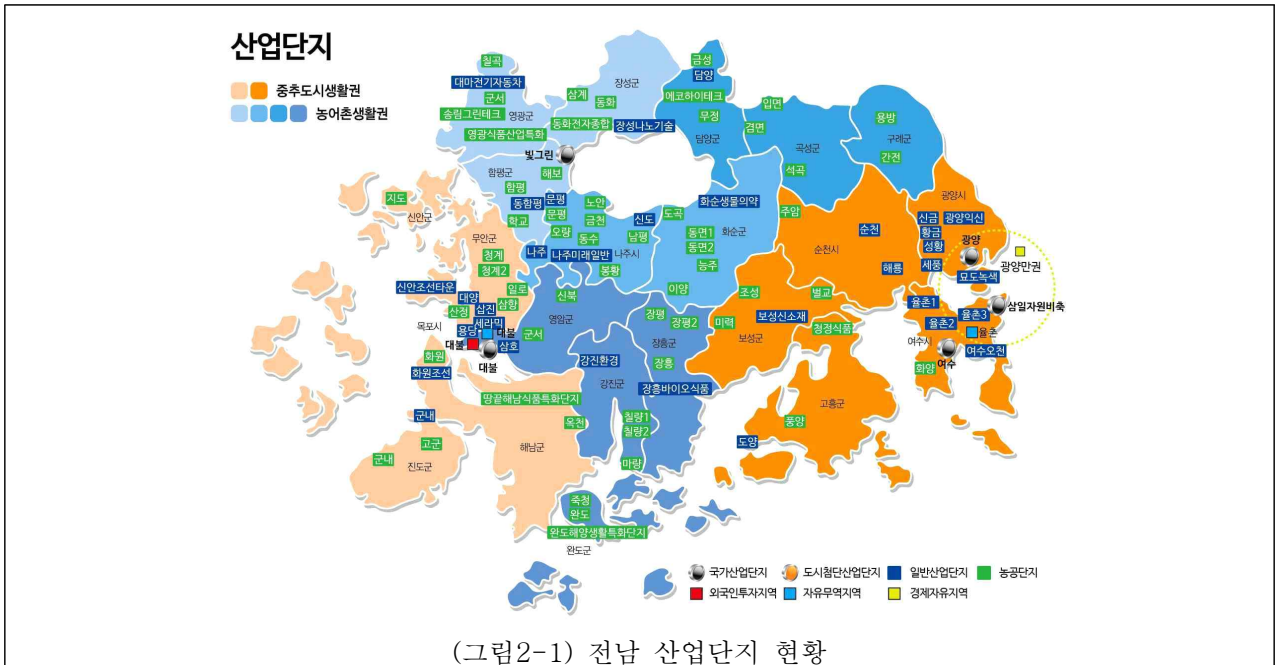 산업단지
중추도시생활권
농어촌생활권
칠곡
대마전기자동차
군서
송림그린테크
영광군
영광식품산업특화
삼계
장성군
동화
동화전자종합
장성나노기술
금성
담양
에코하이테크
무정
담양군
입면
겸면
곡성군
석곡
용방
구례군
간전
빛그린
함평군
해보
함평
동함평
문평
문평
학교
오량
노안
금천
동수
신도
남평
나주시
나주
나주미래일반
봉황
도곡
화순생물의약
동면1
화순군
동면2
능주
이양
주암
순천
순천시
해룡
광양시
신금
광양익신
황금
성황
광양
세풍
묘도녹색
광양만권
율촌1
율촌2
율촌3
삼일자원비축
율촌
여수시
여수오천
여수
화양
지도
신안군
무안군
청계
청계2
일로
삼향
신안조선타운
대양
산정
삽진
세라믹
목포시
용당
대불
대불
삼호
대불
군서
화원
화원조선
신북
영암군
장평
장평2
장흥군
장흥
장흥바이오식품
강진환경
강진군
칠량1
칠량2
마량
조성
벌교
미력
보성신소재
보성군
청정식품
고흥군
풍양
도양
땅끝해남식품특화단지
옥천
해남군
군내
고군
군내
진도군
죽청
완도
완도해양생활특화단지
완도군
국가산업단지
도시첨단산업단지
일반산업단지
농공단지
외국인투자지역
자유무역지역
경제자유지역
(그림2-1) 전남 산업단지 현황